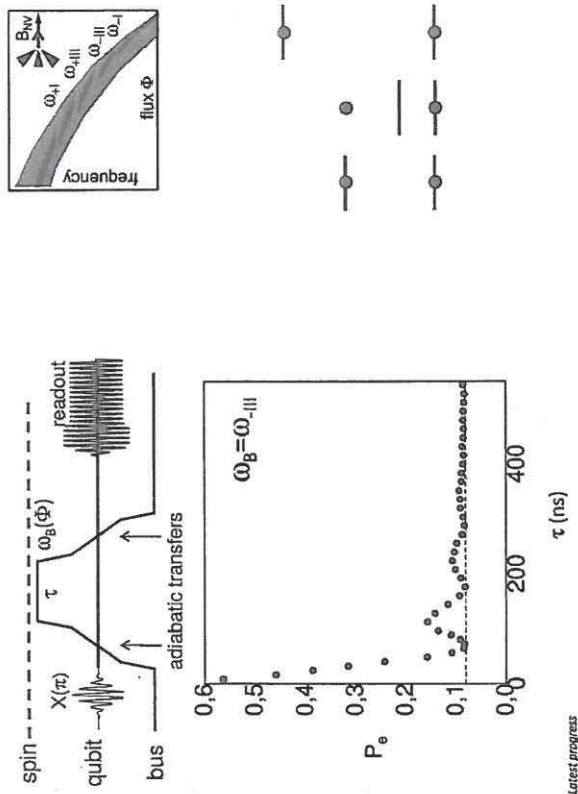 spin
qubit
bus
X(π)
τ
ω_B(Φ)
readout
adiabatic transfers
frequency
flux Φ
ω_{+I}
ω_{+III}
ω_{-III}
ω_{-I}
B_{NV}
P_e
0,6
0,5
0,4
0,3
0,2
0,1
0,0
0
200
400
τ (ns)
ω_B=ω_{-III}
Latest progress